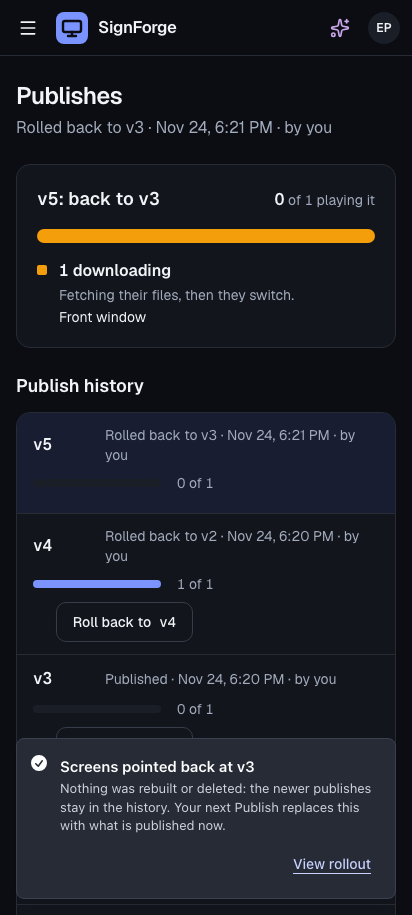 SignForge
EP
Publishes
Rolled back to v3 · Nov 24, 6:21 PM · by you
v5: back to v3
0 of 1 playing it
1 downloading
Fetching their files, then they switch.
Front window
Publish history
v5
Rolled back to v3 · Nov 24, 6:21 PM · by
you
0 of 1
v4
Rolled back to v2 · Nov 24, 6:20 PM · by
you
1 of 1
Roll back to v4
v3
Published · Nov 24, 6:20 PM · by you
0 of 1
Screens pointed back at v3
Nothing was rebuilt or deleted: the newer publishes
stay in the history. Your next Publish replaces this
with what is published now.
View rollout